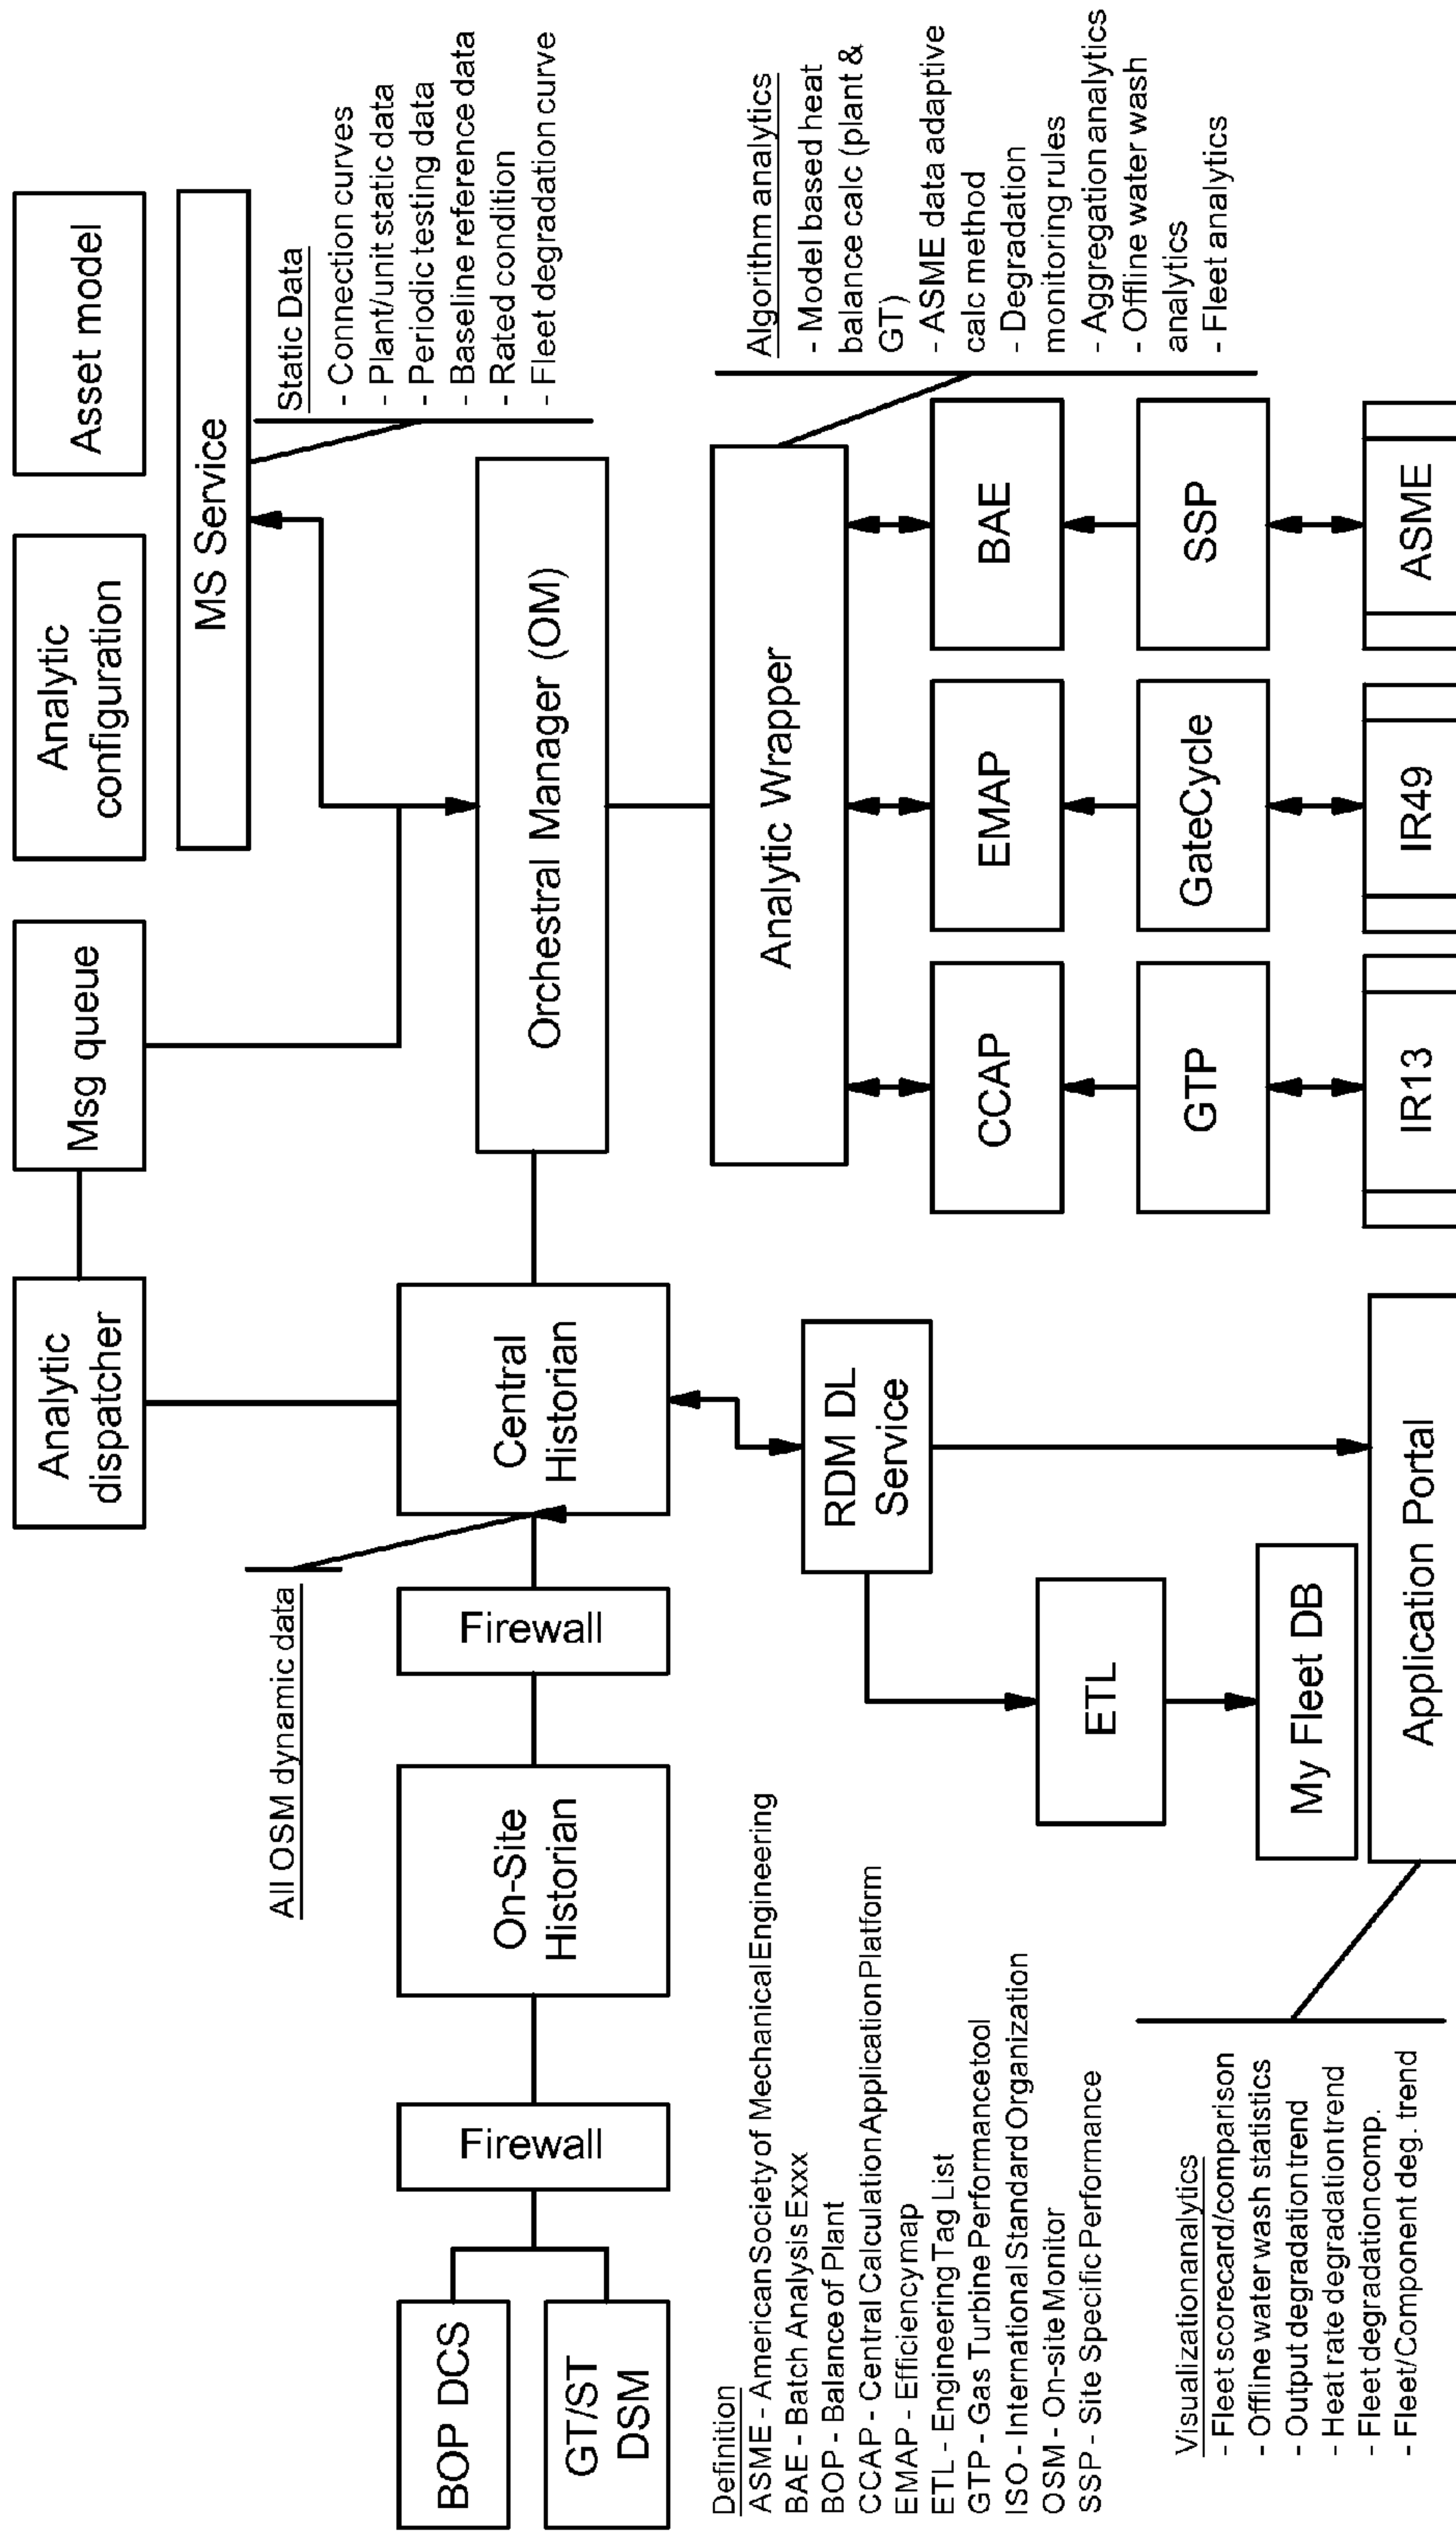 Analytic
dispatcher
Msg queue
Analytic
configuration
Asset model
MS Service
Static Data
- Connection curves
- Plant/unit static data
- Periodic testing data
- Baseline reference data
- Rated condition
- Fleet degradation curve
All OSM dynamic data
BOP DCS
GT/ST
DSM
Firewall
On-Site
Historian
Firewall
Central
Historian
Orchestral Manager (OM)
Analytic Wrapper
Algorithm analytics
- Model based heat
balance calc (plant &
GT)
- ASME data adaptive
calc method
- Degradation
monitoring rules
- Aggregation analytics
- Offline water wash
analytics
- Fleet analytics
CCAP
EMAP
BAE
GTP
GateCycle
SSP
IR13
IR49
ASME
RDM DL
Service
ETL
My Fleet DB
Application Portal
Definition
ASME - American Society of Mechanical Engineering
BAE - Batch Analysis Exxx
BOP - Balance of Plant
CCAP - Central Calculation Application Platform
EMAP - Efficiency map
ETL - Engineering Tag List
GTP - Gas Turbine Performance tool
ISO - International Standard Organization
OSM - On-site Monitor
SSP - Site Specific Performance
Visualization analytics
- Fleet scorecard/comparison
- Offline water wash statistics
- Output degradation trend
- Heat rate degradation trend
- Fleet degradation comp.
- Fleet/Component deg. trend